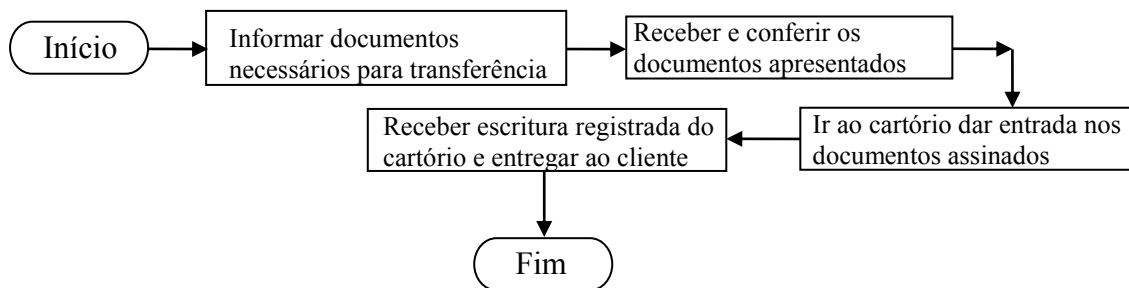 Início
Informar documentos
necessários para transferência
Receber e conferir os
documentos apresentados
Ir ao cartório dar entrada nos
documentos assinados
Receber escritura registrada do
cartório e entregar ao cliente
Fim